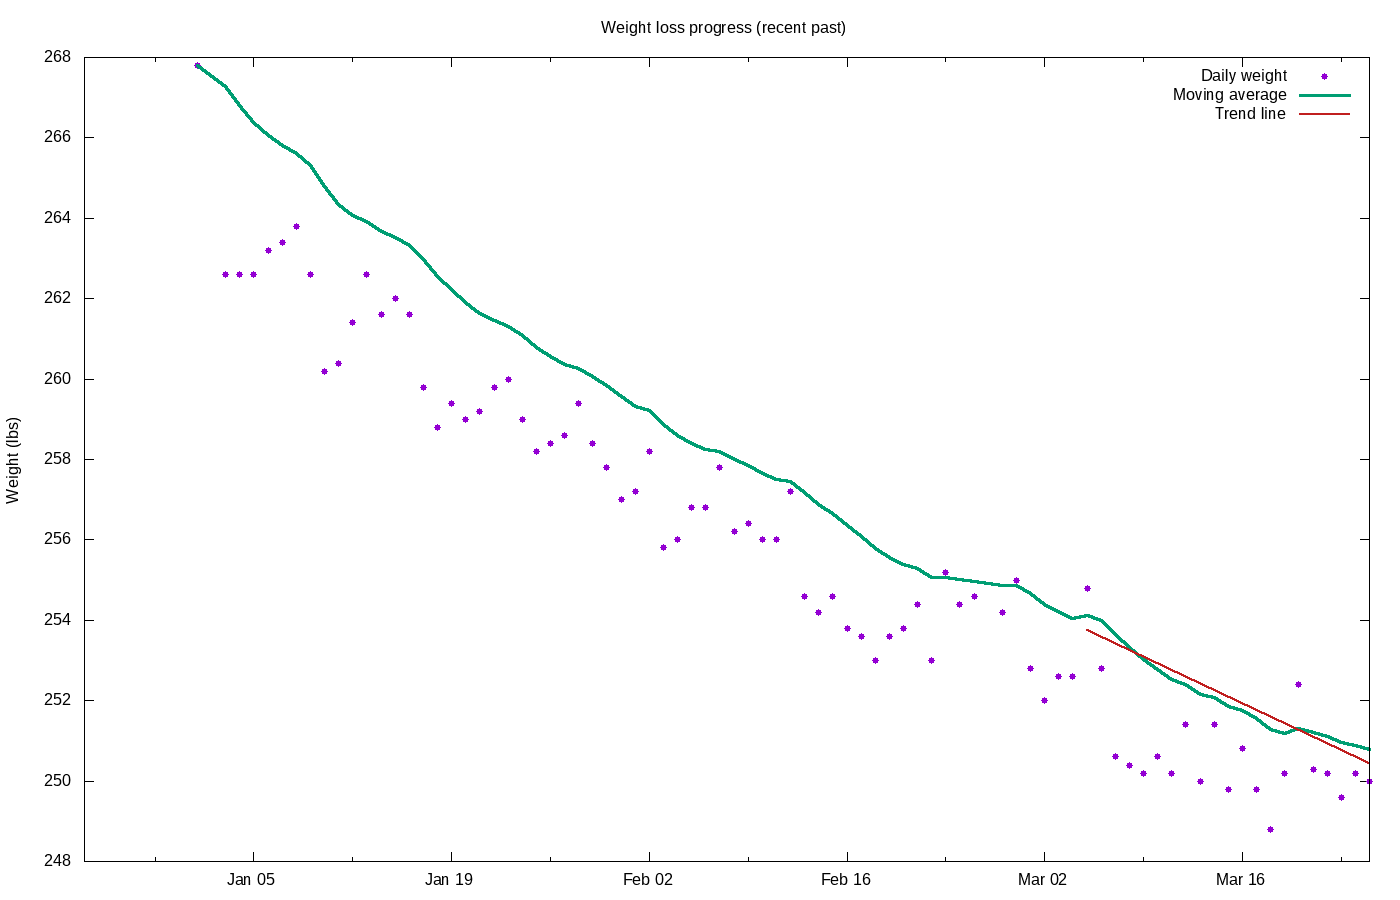 Weight loss progress (recent past)
268
266
264
262
260
258
256
254
252
250
248
Weight (lbs)
Daily weight
Moving average
Trend line
Jan 05 Jan 19 Feb 02 Feb 16 Mar 02 Mar 16